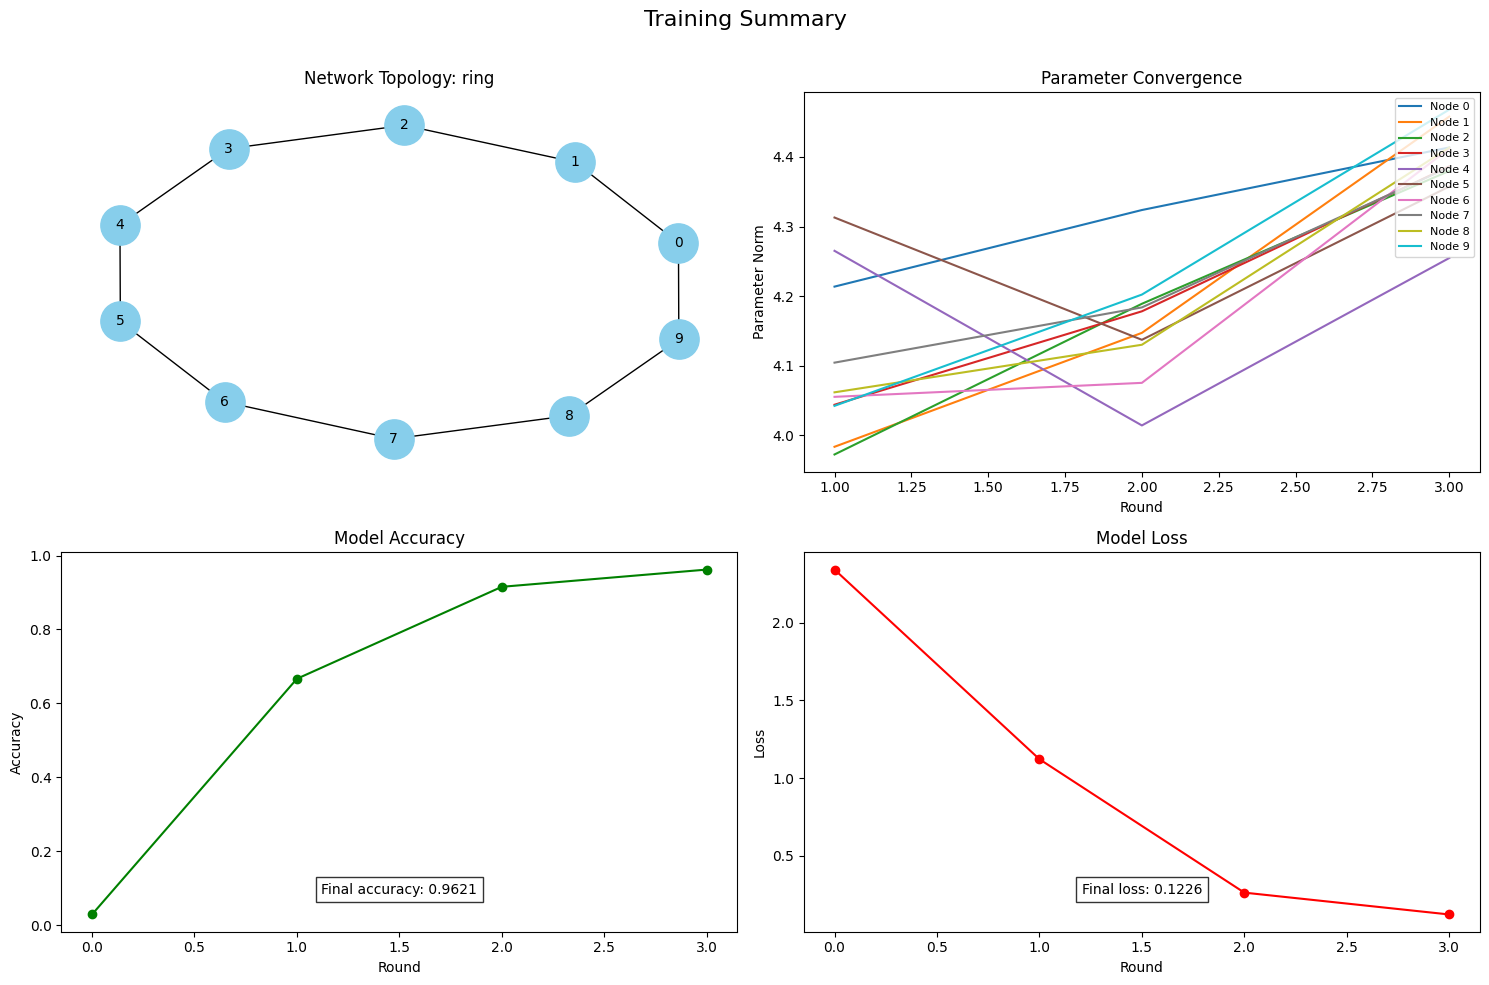 Training Summary
Network Topology: ring
2
3
1
4
0
5
9
6
8
7
Parameter Convergence
Parameter Norm
4.4
4.3
4.2
4.1
4.0
Node 0
Node 1
Node 2
Node 3
Node 4
Node 5
Node 6
Node 7
Node 8
Node 9
1.00 1.25 1.50 1.75 2.00 2.25 2.50 2.75 3.00
Round
Model Accuracy
Accuracy
1.0
0.8
0.6
0.4
0.2
0.0
Final accuracy: 0.9621
0.0 0.5 1.0 1.5 2.0 2.5 3.0
Round
Model Loss
Loss
2.0
1.5
1.0
0.5
Final loss: 0.1226
0.0 0.5 1.0 1.5 2.0 2.5 3.0
Round